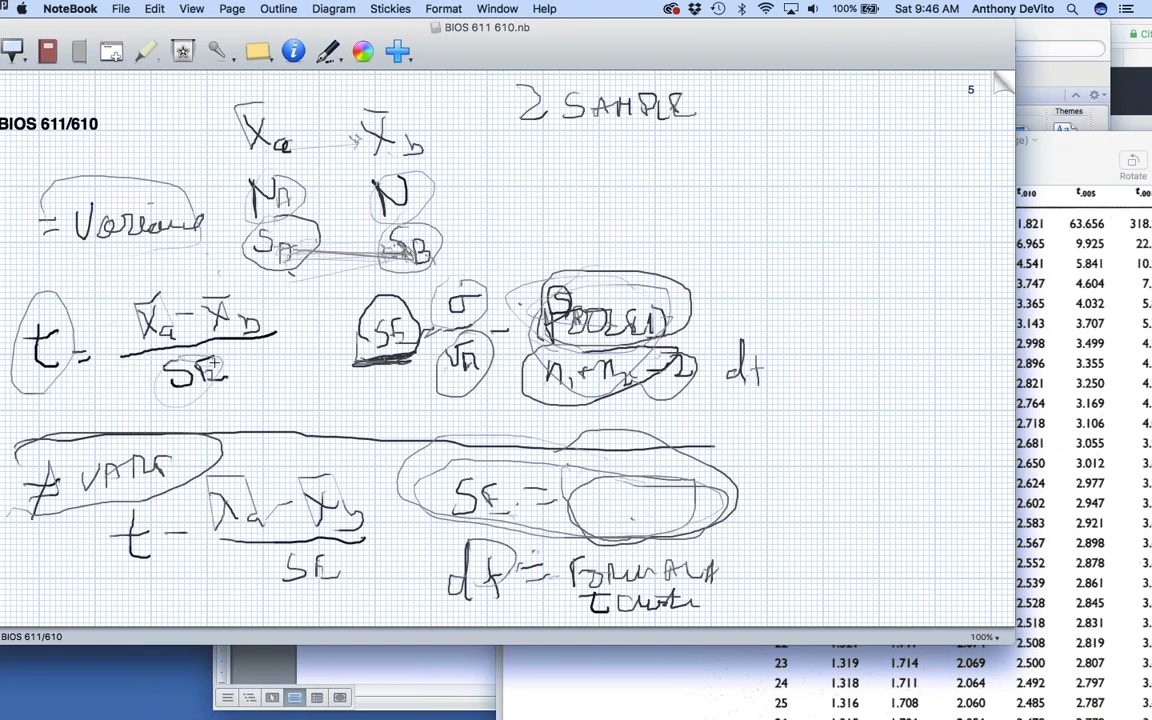 NoteBook File Edit View Pages Outline Diagram Stickies Format Window Help 100% Sat 9:46 AM Anthony DeVito
BIOS 611 610.nb
5
BIOS 611/610
2 SAMPLE
X̄a X̄b
NA N
= Variance
SA SB
t = X̄a - X̄b
SE
SE = σ
√n
- S POOLED
n₁ + n₂ - 2 df
≠ VAR
t - X̄a - X̄b
SE
SE =
df = FORMULA
t
BIOS 611/610 100%
Themes
Rotate
t.010 t.005
1.821 63.656 318.
6.965 9.925 22.
4.541 5.841 10.
3.747 4.604 7.
3.365 4.032 5.
3.143 3.707 5.
2.998 3.499 4.
2.896 3.355 4.
2.821 3.250 4.
2.764 3.169 4.
2.718 3.106 4.
2.681 3.055 3.
2.650 3.012 3.
2.624 2.977 3.
2.602 2.947 3.
2.583 2.921 3.
2.567 2.898 3.
2.552 2.878 3.
2.539 2.861 3.
2.528 2.845 3.
2.518 2.831 3.
2.508 2.819 3.
23 1.319 1.714 2.069 2.500 2.807 3.
24 1.318 1.711 2.064 2.492 2.797 3.
25 1.316 1.708 2.060 2.485 2.787 3.